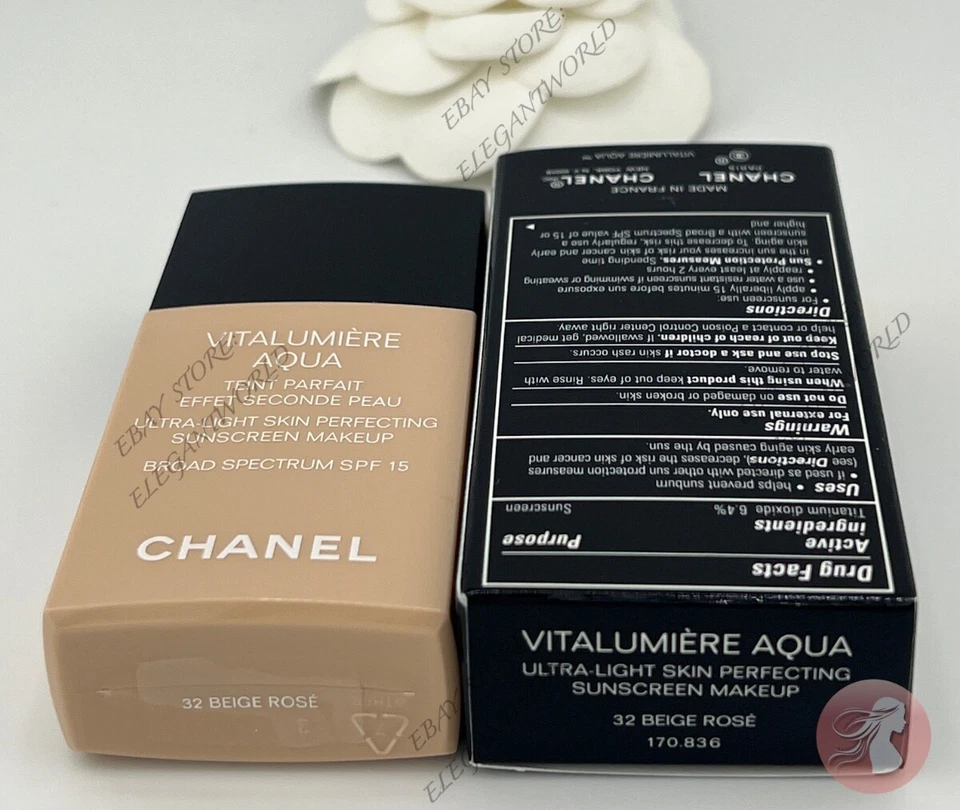 EBAY STORE:
ELEGANTWORLD
VITALUMIÈRE
AQUA
TEINT PARFAIT
EFFET SECONDE PEAU
ULTRA-LIGHT SKIN PERFECTING
SUNSCREEN MAKEUP
BROAD SPECTRUM SPF 15
CHANEL
32 BEIGE ROSÉ
EBAY STORE:
ELEGANTWORLD
EBAY STORE:
ELEGANTWORLD
Drug Facts
Active
ingredients
Purpose
Titanium dioxide 6.4%
Sunscreen
Uses • helps prevent sunburn
• if used as directed with other sun protection measures
(see Directions), decreases the risk of skin cancer and
early skin aging caused by the sun.
Warnings
For external use only.
Do not use on damaged or broken skin.
When using this product keep out of eyes. Rinse with
water to remove.
Stop use and ask a doctor if skin rash occurs.
Keep out of reach of children. If swallowed, get medical
help or contact a Poison Control Center right away.
Directions
• For sunscreen use:
• apply liberally 15 minutes before sun exposure
• use a water resistant sunscreen if swimming or sweating
• reapply at least every 2 hours
• Sun Protection Measures. Spending time
in the sun increases your risk of skin cancer and early
skin aging. To decrease this risk, regularly use a
sunscreen with a Broad Spectrum SPF value of 15 or
higher and
MADE IN FRANCE
CHANEL
CHANEL
PARIS
VITALUMIÈRE AQUA
VITALUMIÈRE AQUA
ULTRA-LIGHT SKIN PERFECTING
SUNSCREEN MAKEUP
32 BEIGE ROSÉ
170.836